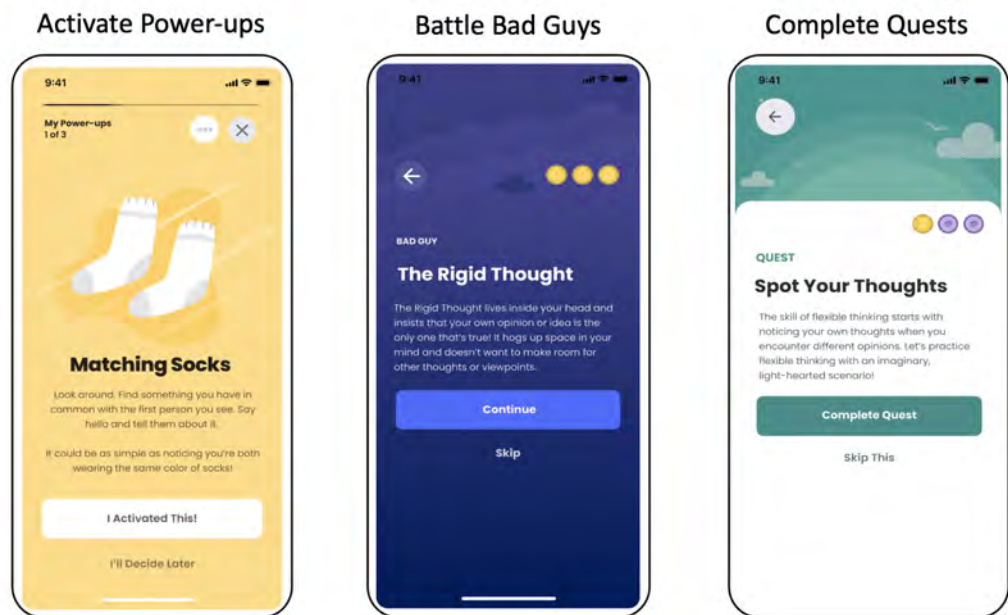 Activate Power-ups
9:41
My Power-ups
1 of 3
Matching Socks
Look around. Find something you have in
common with the first person you see. Say
hello and tell them about it.
It could be as simple as noticing you're both
wearing the same color of socks!
I Activated This!
I'll Decide Later
Battle Bad Guys
9:41
BAD GUY
The Rigid Thought
The Rigid Thought lives inside your head and
insists that your own opinion or idea is the
only one that's true! It hogs up space in your
mind and doesn't want to make room for
other thoughts or viewpoints.
Continue
Skip
Complete Quests
9:41
QUEST
Spot Your Thoughts
The skill of flexible thinking starts with
noticing your own thoughts when you
encounter different opinions. Let's practice
flexible thinking with an imaginary,
light-hearted scenario!
Complete Quest
Skip This